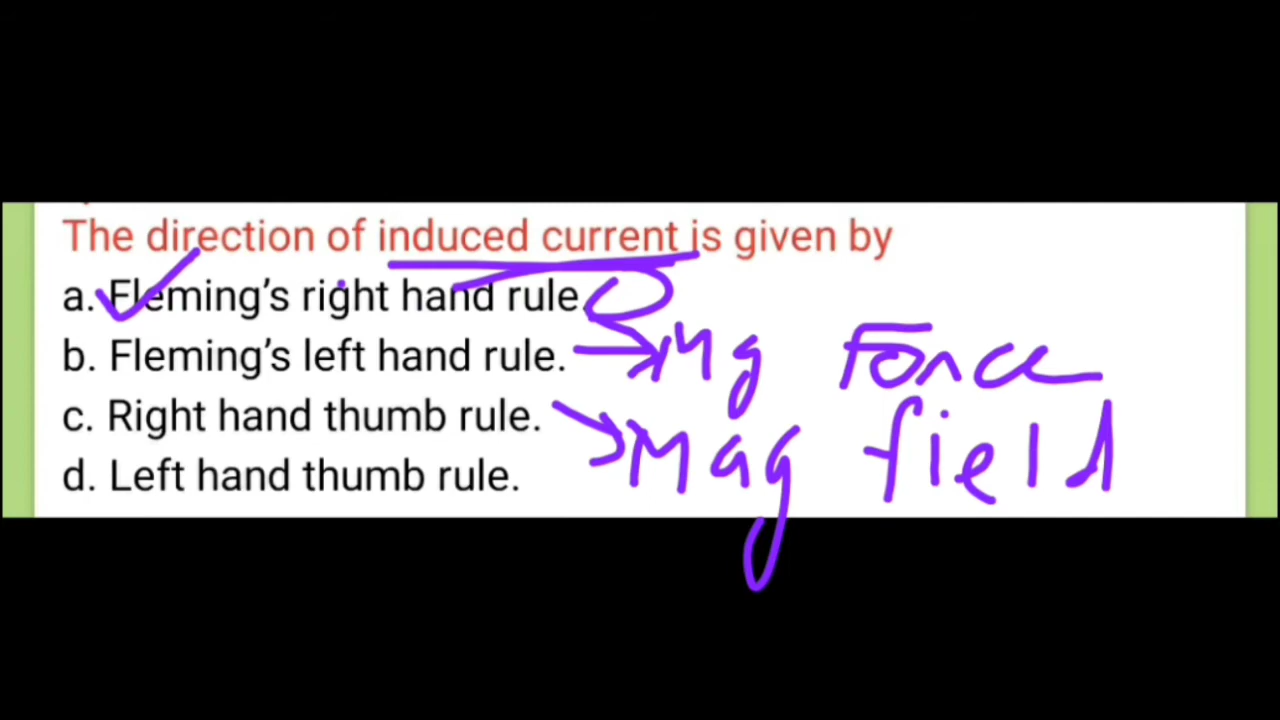 The direction of induced current is given by
a. Fleming's right hand rule.
b. Fleming's left hand rule. Mg Force
c. Right hand thumb rule. Mag field
d. Left hand thumb rule.